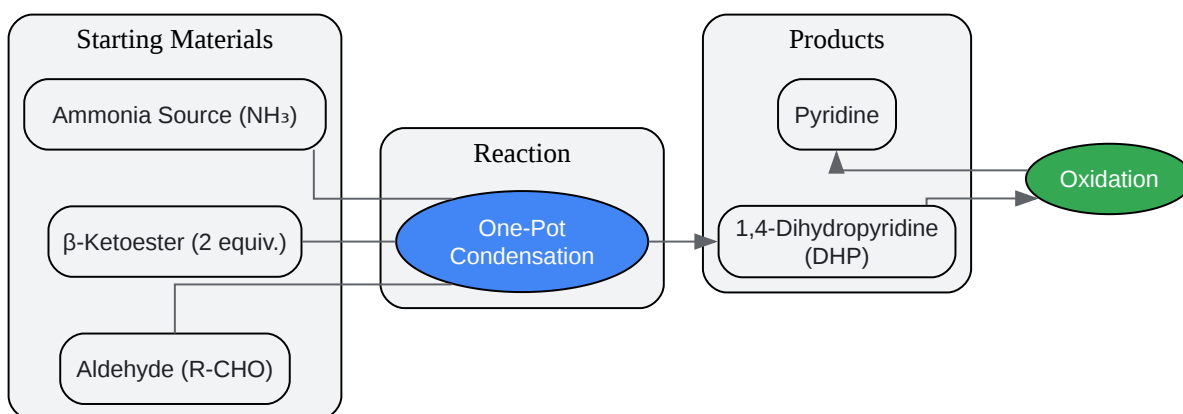 Starting Materials
Ammonia Source (NH₃)
β-Ketoester (2 equiv.)
Aldehyde (R-CHO)
Reaction
One-Pot
Condensation
Products
Pyridine
1,4-Dihydropyridine
(DHP)
Oxidation